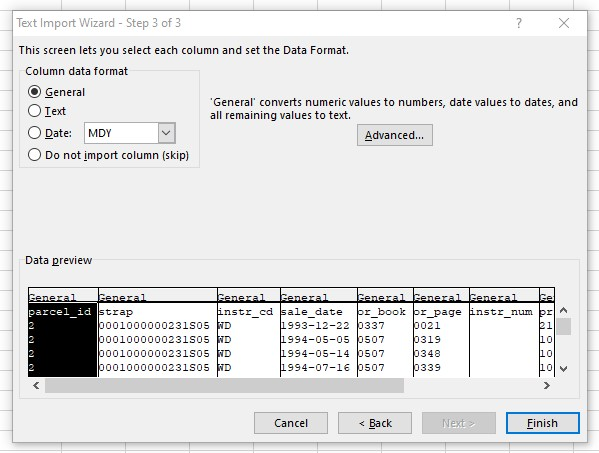 Text Import Wizard - Step 3 of 3 ?
This screen lets you select each column and set the Data Format.
Column data format
General
Text
Date: MDY
Do not import column (skip)
'General' converts numeric values to numbers, date values to dates, and
all remaining values to text.
Advanced...
Data preview
General General General General General General General Ge
parcel_id strap instr_cd sale_date or_book or_page instr_num pr
2 0001000000231S05 WD 1993-12-22 0337 0021 21
2 0001000000231S05 WD 1994-05-05 0507 0319 10
2 0001000000231S05 WD 1994-05-14 0507 0348 10
2 0001000000231S05 WD 1994-07-16 0507 0339 10
Cancel < Back Next > Finish